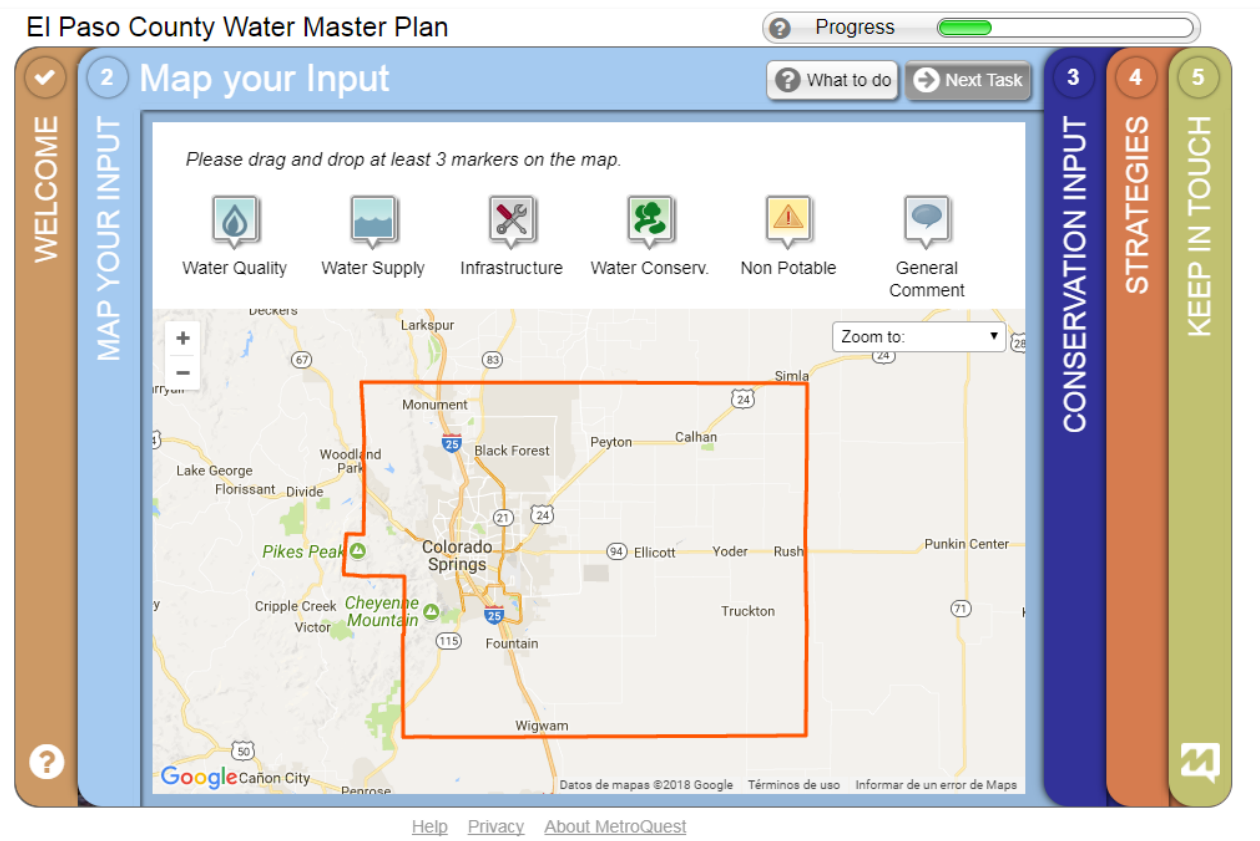 El Paso County Water Master Plan
Progress
WELCOME
2
MAP YOUR INPUT
Map your Input
What to do
Next Task
3
CONSERVATION INPUT
4
STRATEGIES
5
KEEP IN TOUCH
Please drag and drop at least 3 markers on the map.
Water Quality
Water Supply
Infrastructure
Water Conserv.
Non Potable
General
Comment
Deckers
Larkspur
+
−
Zoom to:
67
83
24
28
Simla
24
Monument
25
Black Forest
Peyton
Calhan
Woodland
Park
Lake George
Florissant
Divide
21
24
Pikes Peak
Colorado
Springs
94
Ellicott
Yoder
Rush
Punkin Center
Cripple Creek
Victor
Cheyenne
Mountain
25
Truckton
71
115
Fountain
Wigwam
50
Google
Cañon City
Penrose
Datos de mapas ©2018 Google
Términos de uso
Informar de un error de Maps
Help
Privacy
About MetroQuest